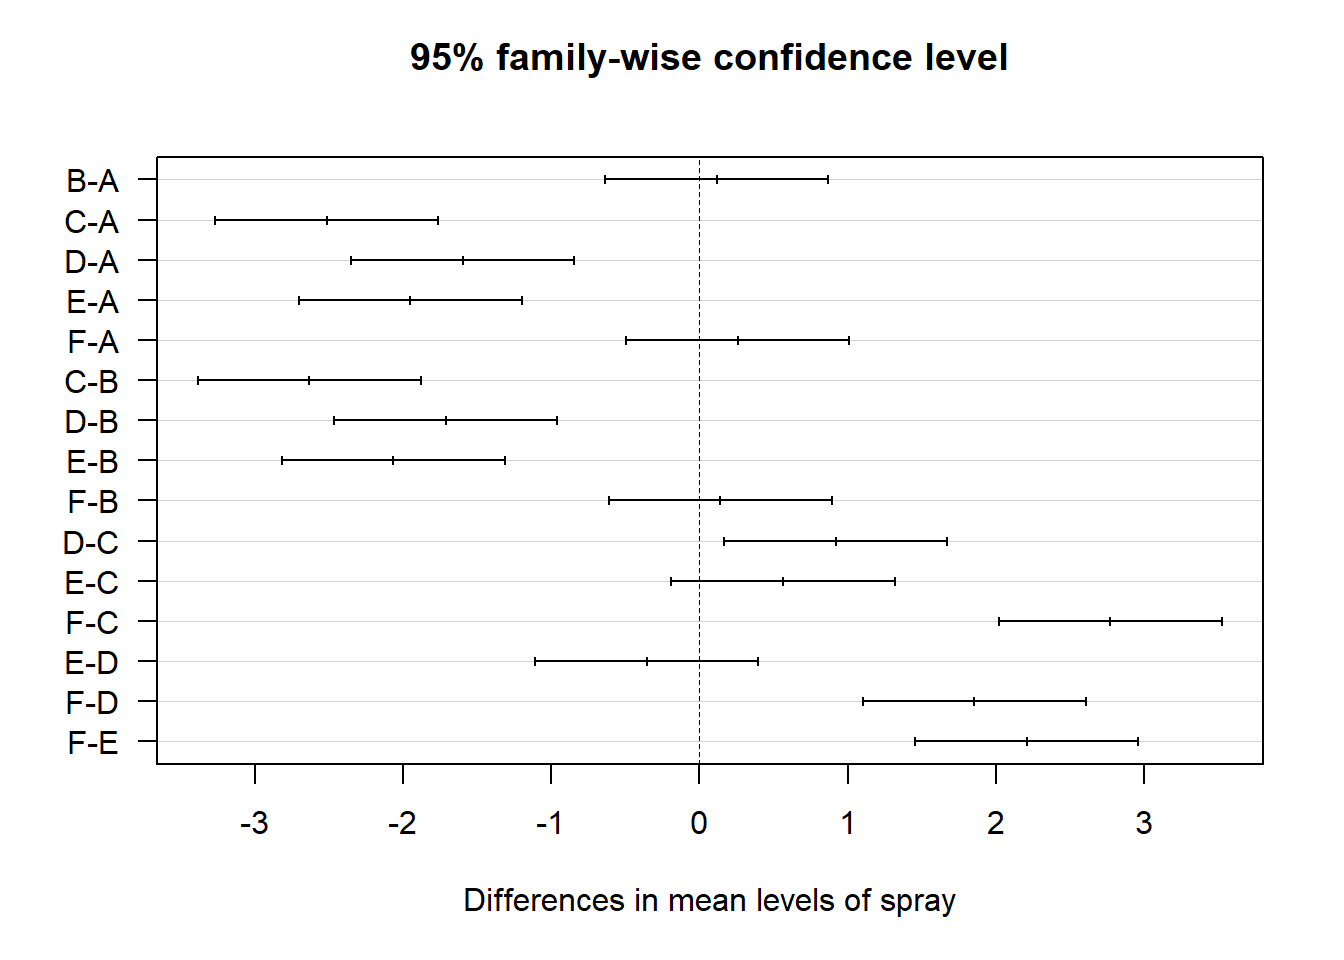 95% family-wise confidence level
B-A
C-A
D-A
E-A
F-A
C-B
D-B
E-B
F-B
D-C
E-C
F-C
E-D
F-D
F-E
-3 -2 -1 0 1 2 3
Differences in mean levels of spray